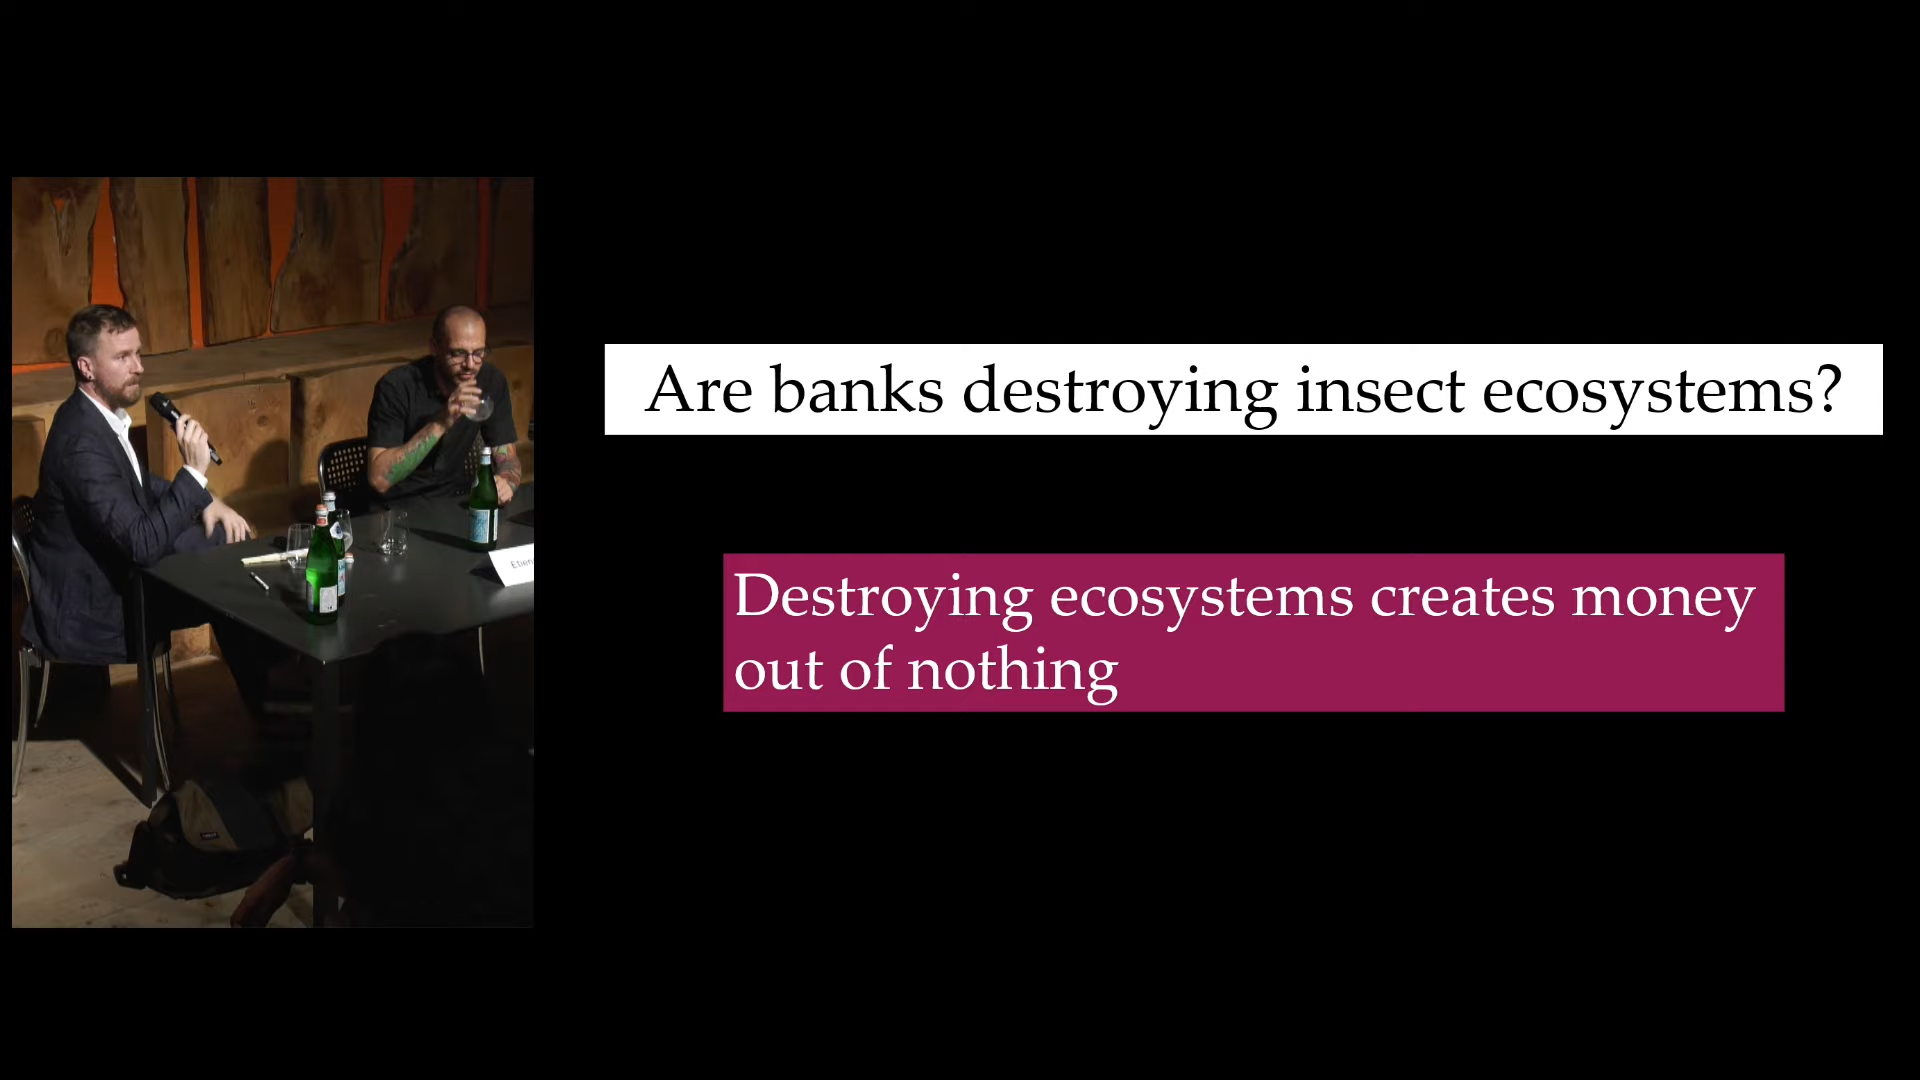 Are banks destroying insect ecosystems?
Destroying ecosystems creates money
out of nothing